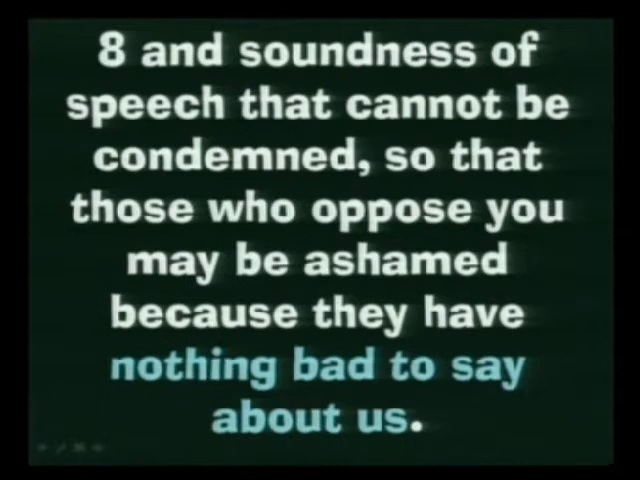 8 and soundness of
speech that cannot be
condemned, so that
those who oppose you
may be ashamed
because they have
nothing bad to say
about us.